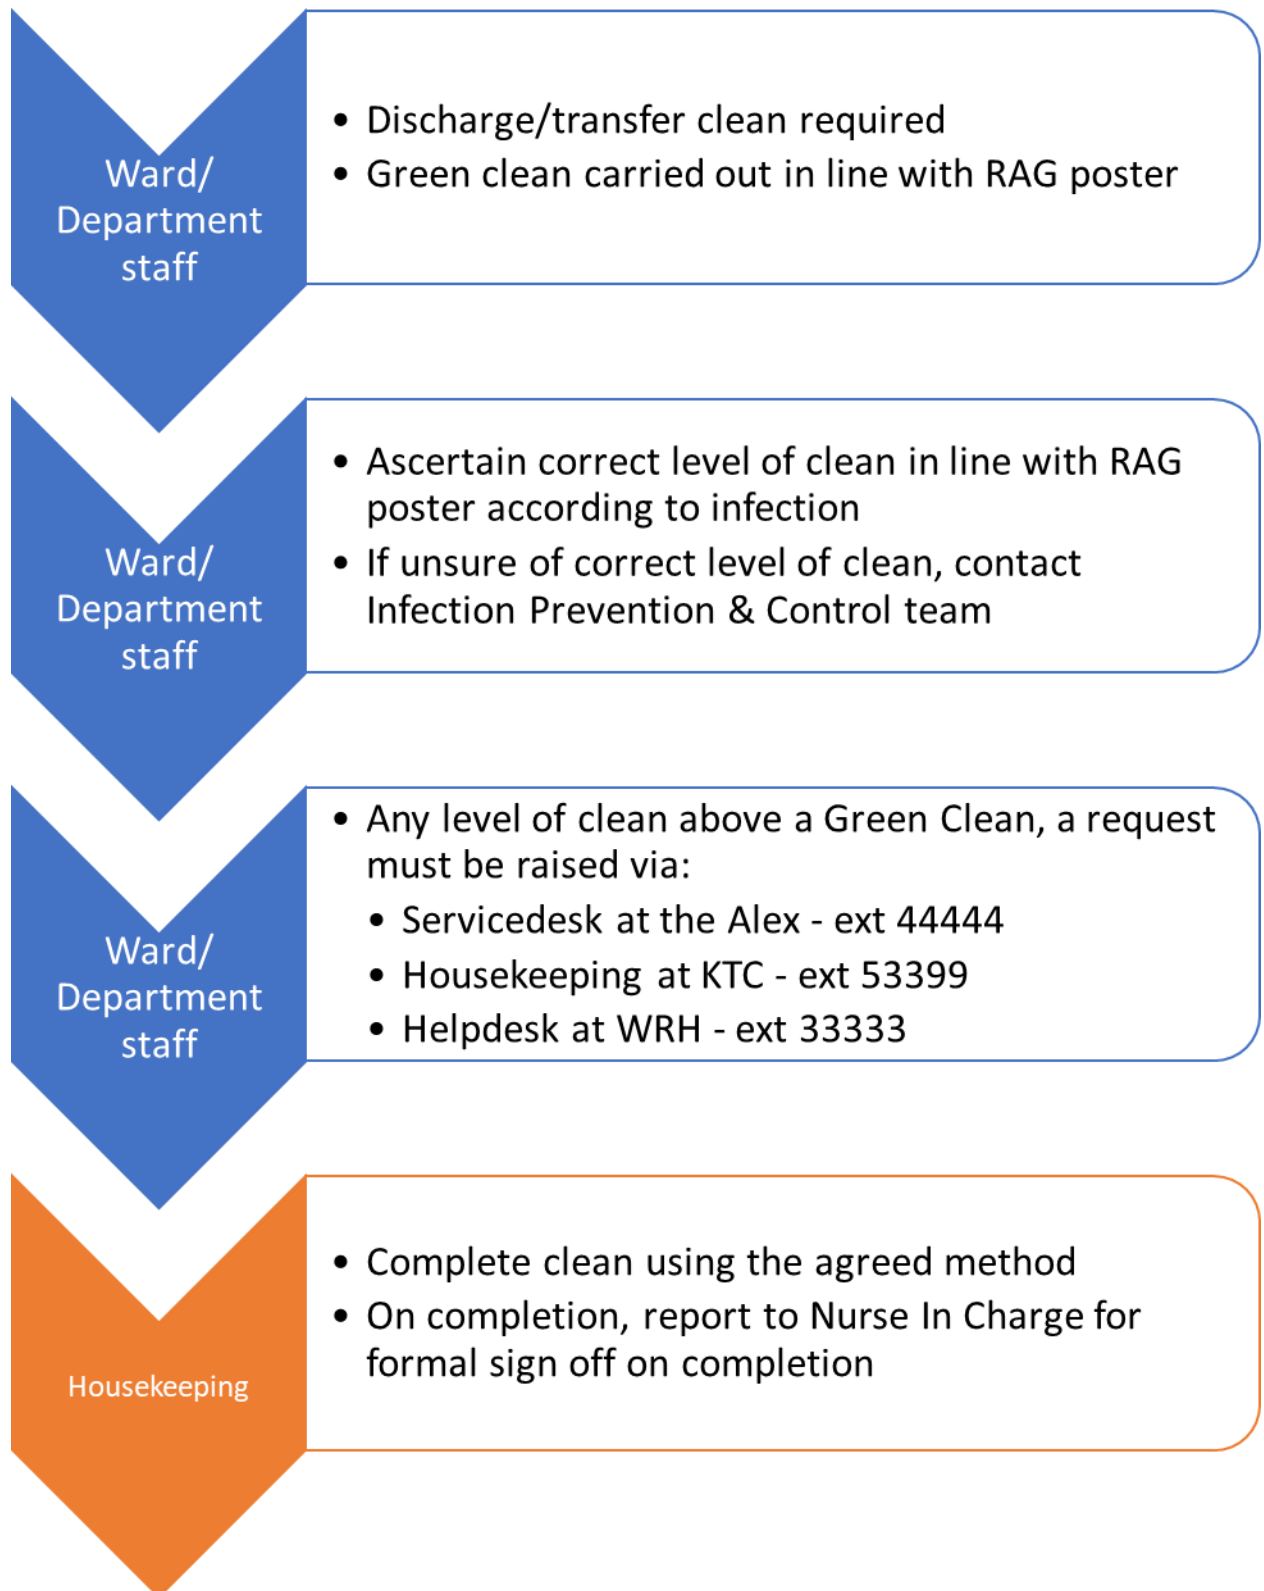 Ward/
Department
staff
• Discharge/transfer clean required
• Green clean carried out in line with RAG poster
Ward/
Department
staff
• Ascertain correct level of clean in line with RAG
poster according to infection
• If unsure of correct level of clean, contact
Infection Prevention & Control team
Ward/
Department
staff
• Any level of clean above a Green Clean, a request
must be raised via:
• Servicedesk at the Alex - ext 44444
• Housekeeping at KTC - ext 53399
• Helpdesk at WRH - ext 33333
Housekeeping
• Complete clean using the agreed method
• On completion, report to Nurse In Charge for
formal sign off on completion